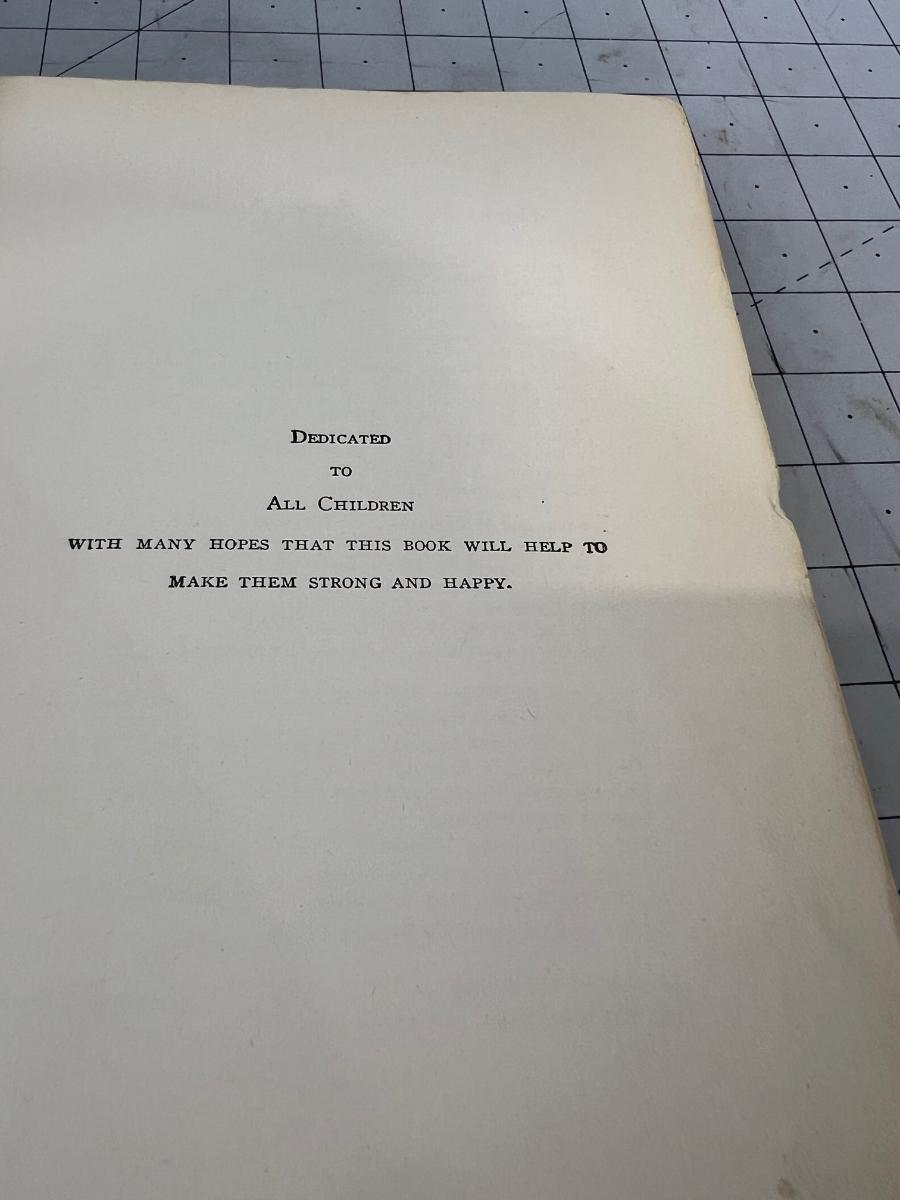 Dedicated
to
All Children
with many hopes that this book will help to
make them strong and happy.